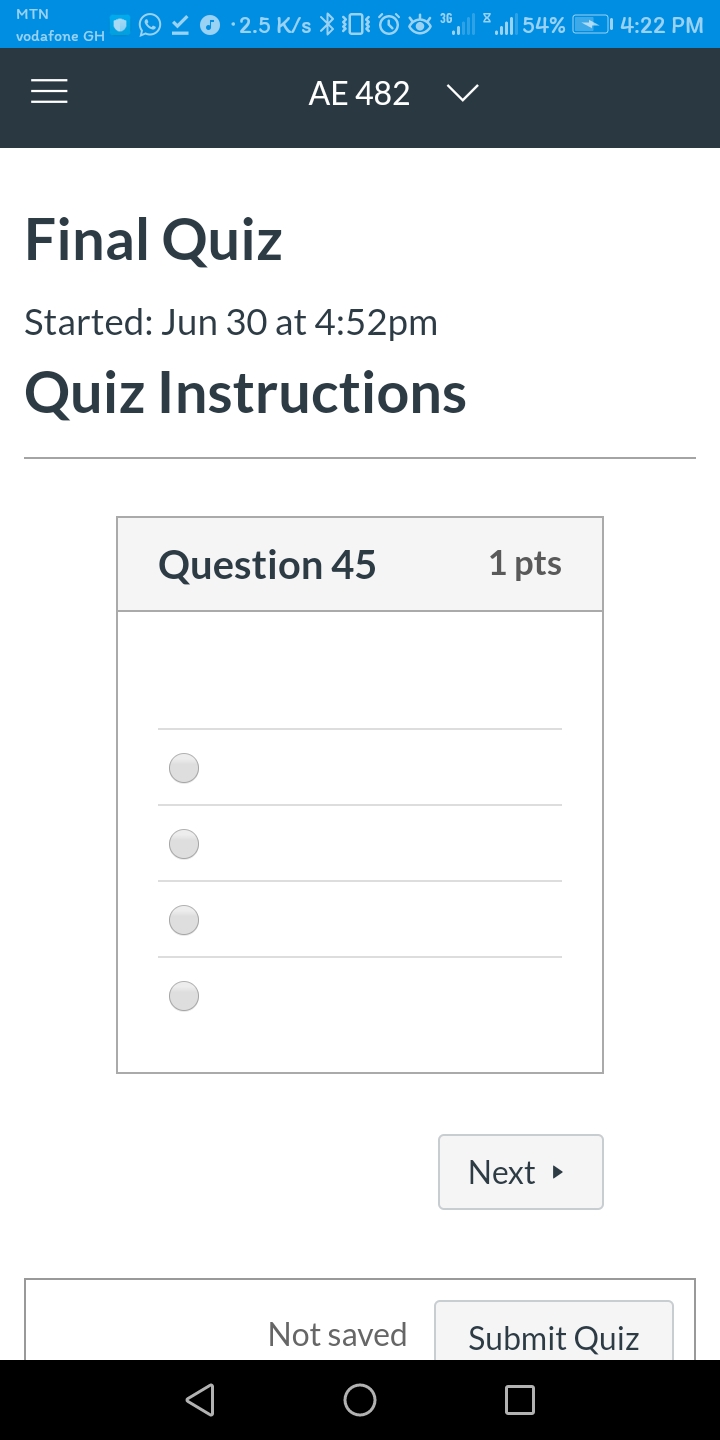 MTN
vodafone GH
·2.5 K/s
3G
54%
4:22 PM
AE 482
Final Quiz
Started: Jun 30 at 4:52pm
Quiz Instructions
Question 45
1 pts
Next
Not saved
Submit Quiz